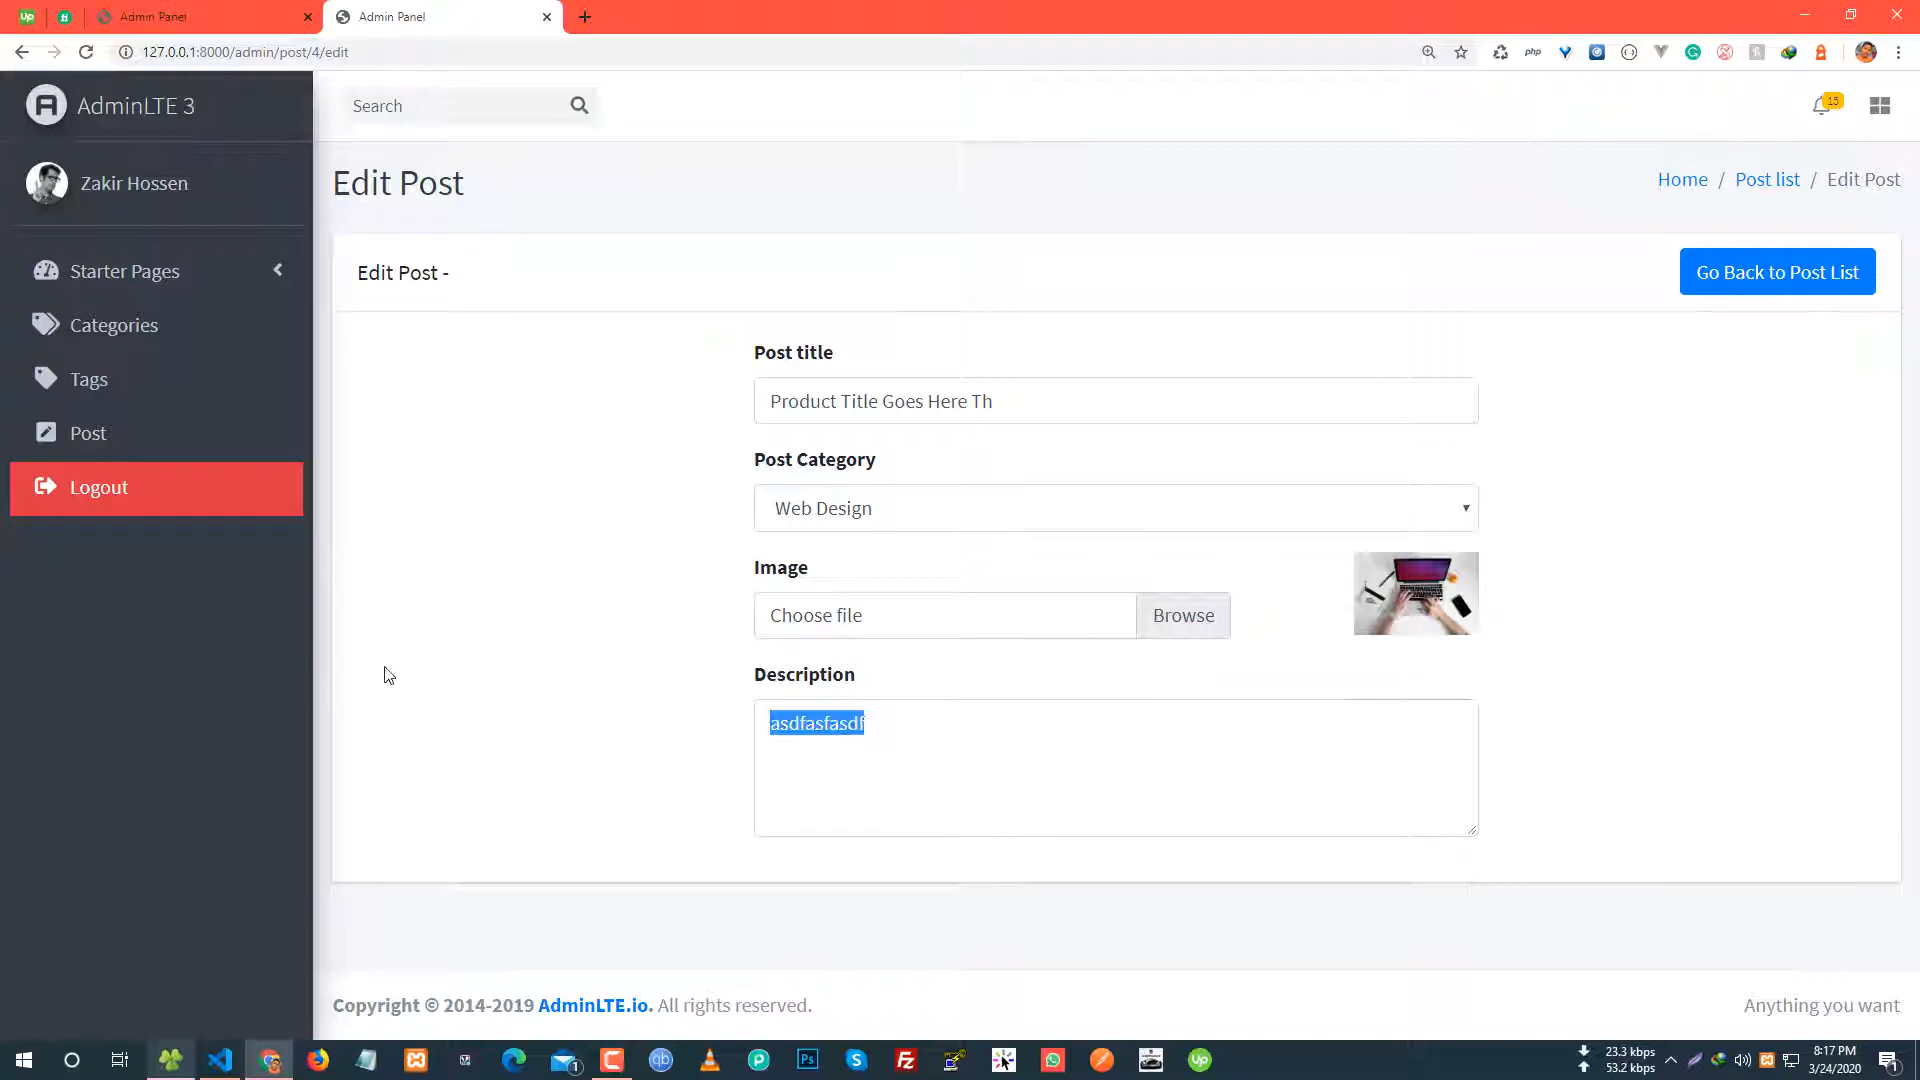 Admin Panel
Admin Panel
127.0.0.1:8000/admin/post/4/edit
php
AdminLTE 3
Search
15
Zakir Hossen
Edit Post
Home / Post list / Edit Post
Starter Pages
Edit Post -
Go Back to Post List
Categories
Post title
Tags
Product Title Goes Here Th
Post
Post Category
Logout
Web Design
Image
Choose file
Browse
Description
asdfasfasdf
Copyright © 2014-2019 AdminLTE.io. All rights reserved.
Anything you want
23.3 kbps
53.2 kbps
8:17 PM
3/24/2020